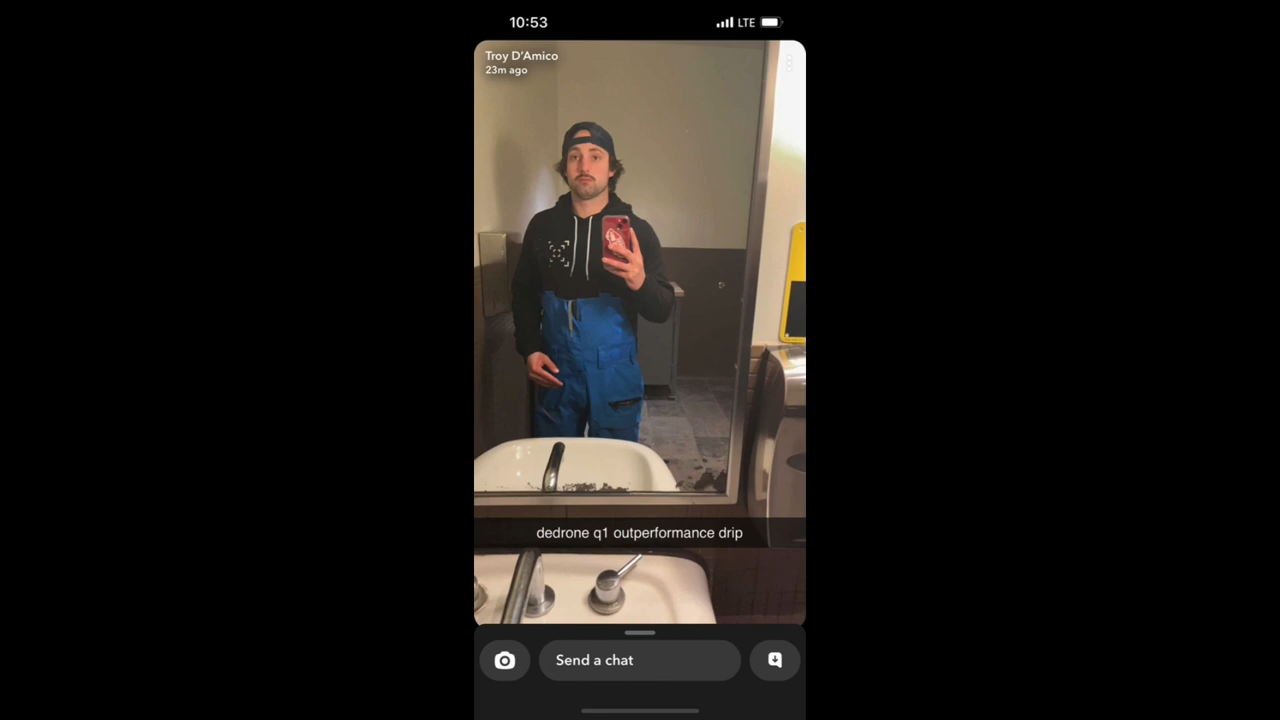 10:53
LTE
Troy D'Amico
23m ago
dedrone q1 outperformance drip
Send a chat